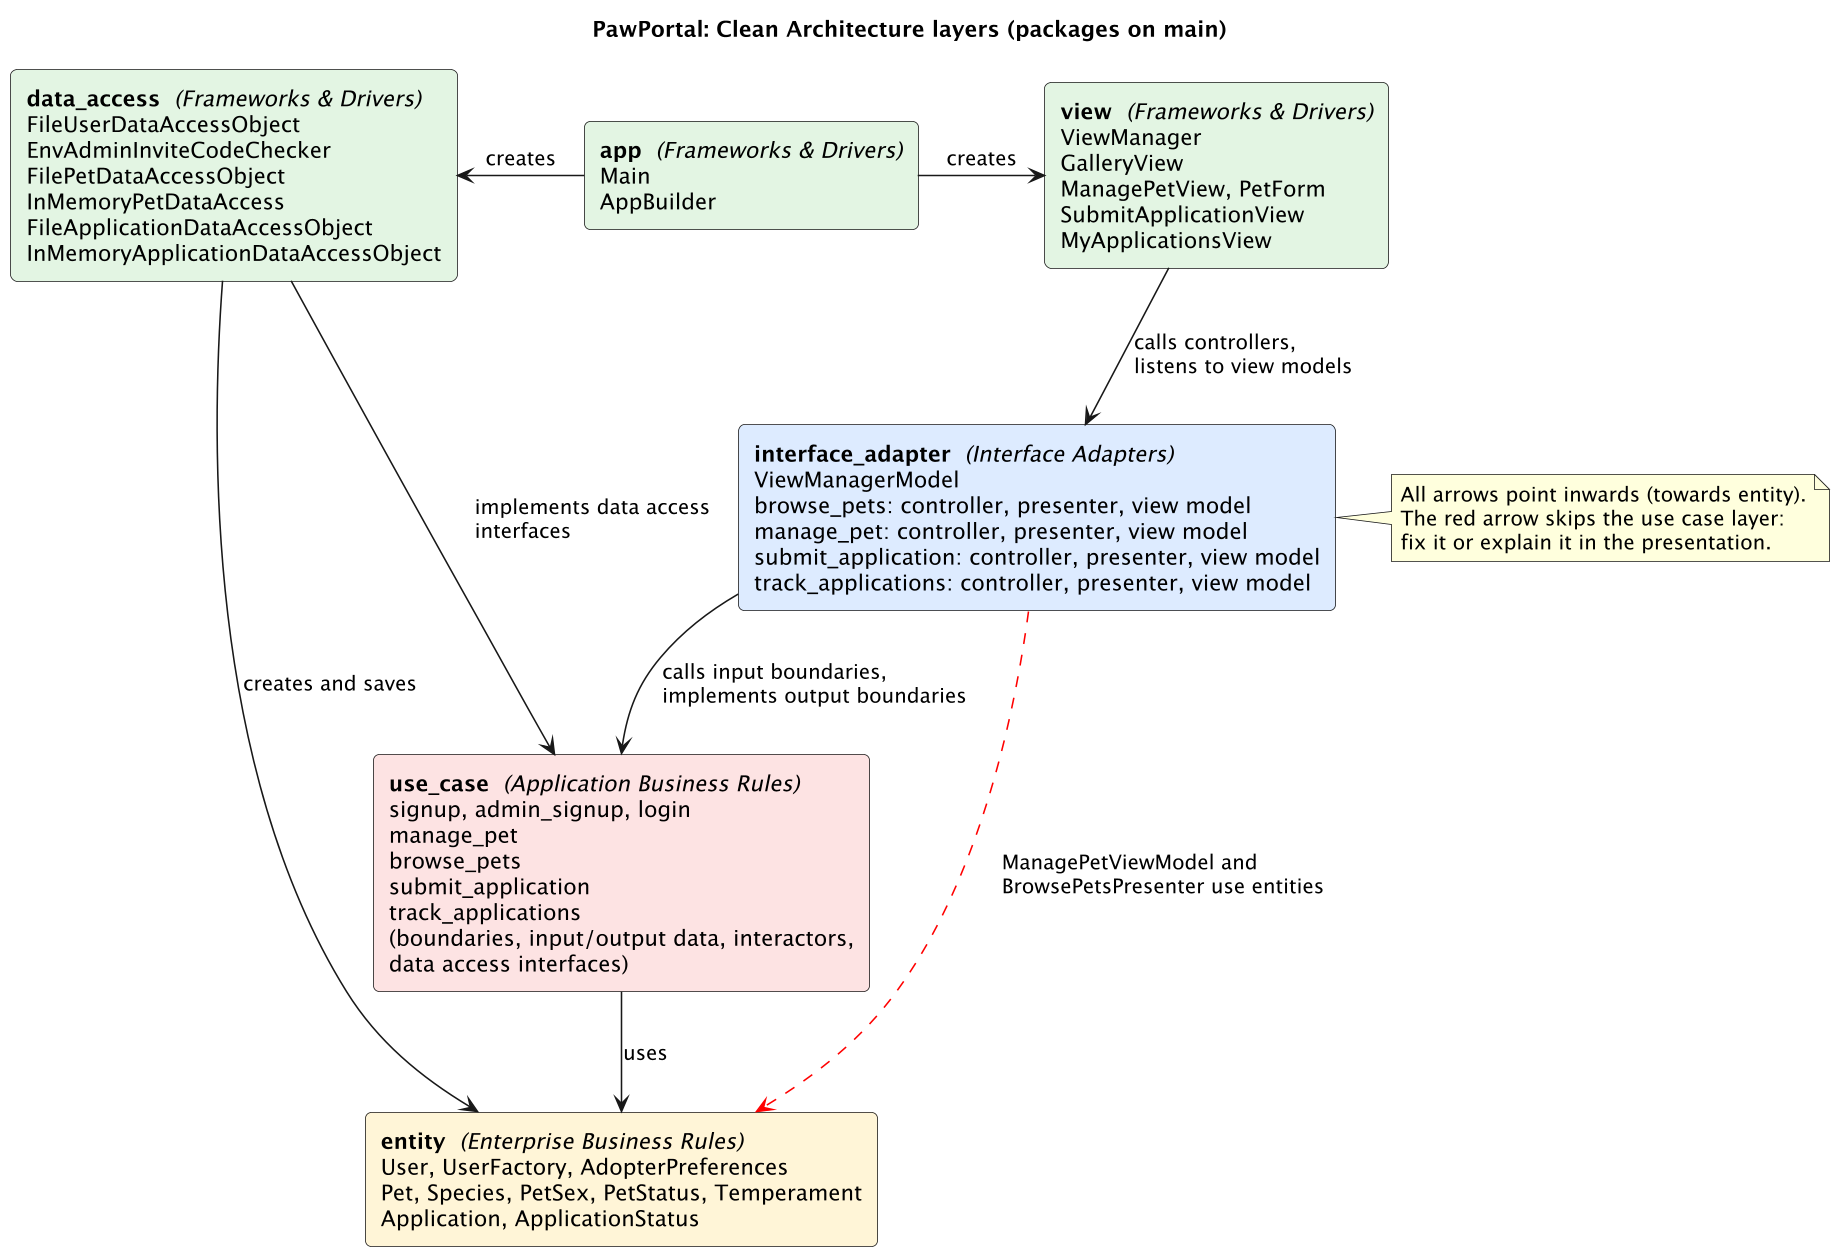 PawPortal: Clean Architecture layers (packages on main)
data_access (Frameworks & Drivers)
FileUserDataAccessObject
EnvAdminInviteCodeChecker
FilePetDataAccessObject
InMemoryPetDataAccess
FileApplicationDataAccessObject
InMemoryApplicationDataAccessObject
creates
app (Frameworks & Drivers)
Main
AppBuilder
creates
view (Frameworks & Drivers)
ViewManager
GalleryView
ManagePetView, PetForm
SubmitApplicationView
MyApplicationsView
calls controllers,
listens to view models
implements data access
interfaces
interface_adapter (Interface Adapters)
ViewManagerModel
browse_pets: controller, presenter, view model
manage_pet: controller, presenter, view model
submit_application: controller, presenter, view model
track_applications: controller, presenter, view model
All arrows point inwards (towards entity).
The red arrow skips the use case layer:
fix it or explain it in the presentation.
creates and saves
calls input boundaries,
implements output boundaries
use_case (Application Business Rules)
signup, admin_signup, login
manage_pet
browse_pets
submit_application
track_applications
(boundaries, input/output data, interactors,
data access interfaces)
ManagePetViewModel and
BrowsePetsPresenter use entities
uses
entity (Enterprise Business Rules)
User, UserFactory, AdopterPreferences
Pet, Species, PetSex, PetStatus, Temperament
Application, ApplicationStatus